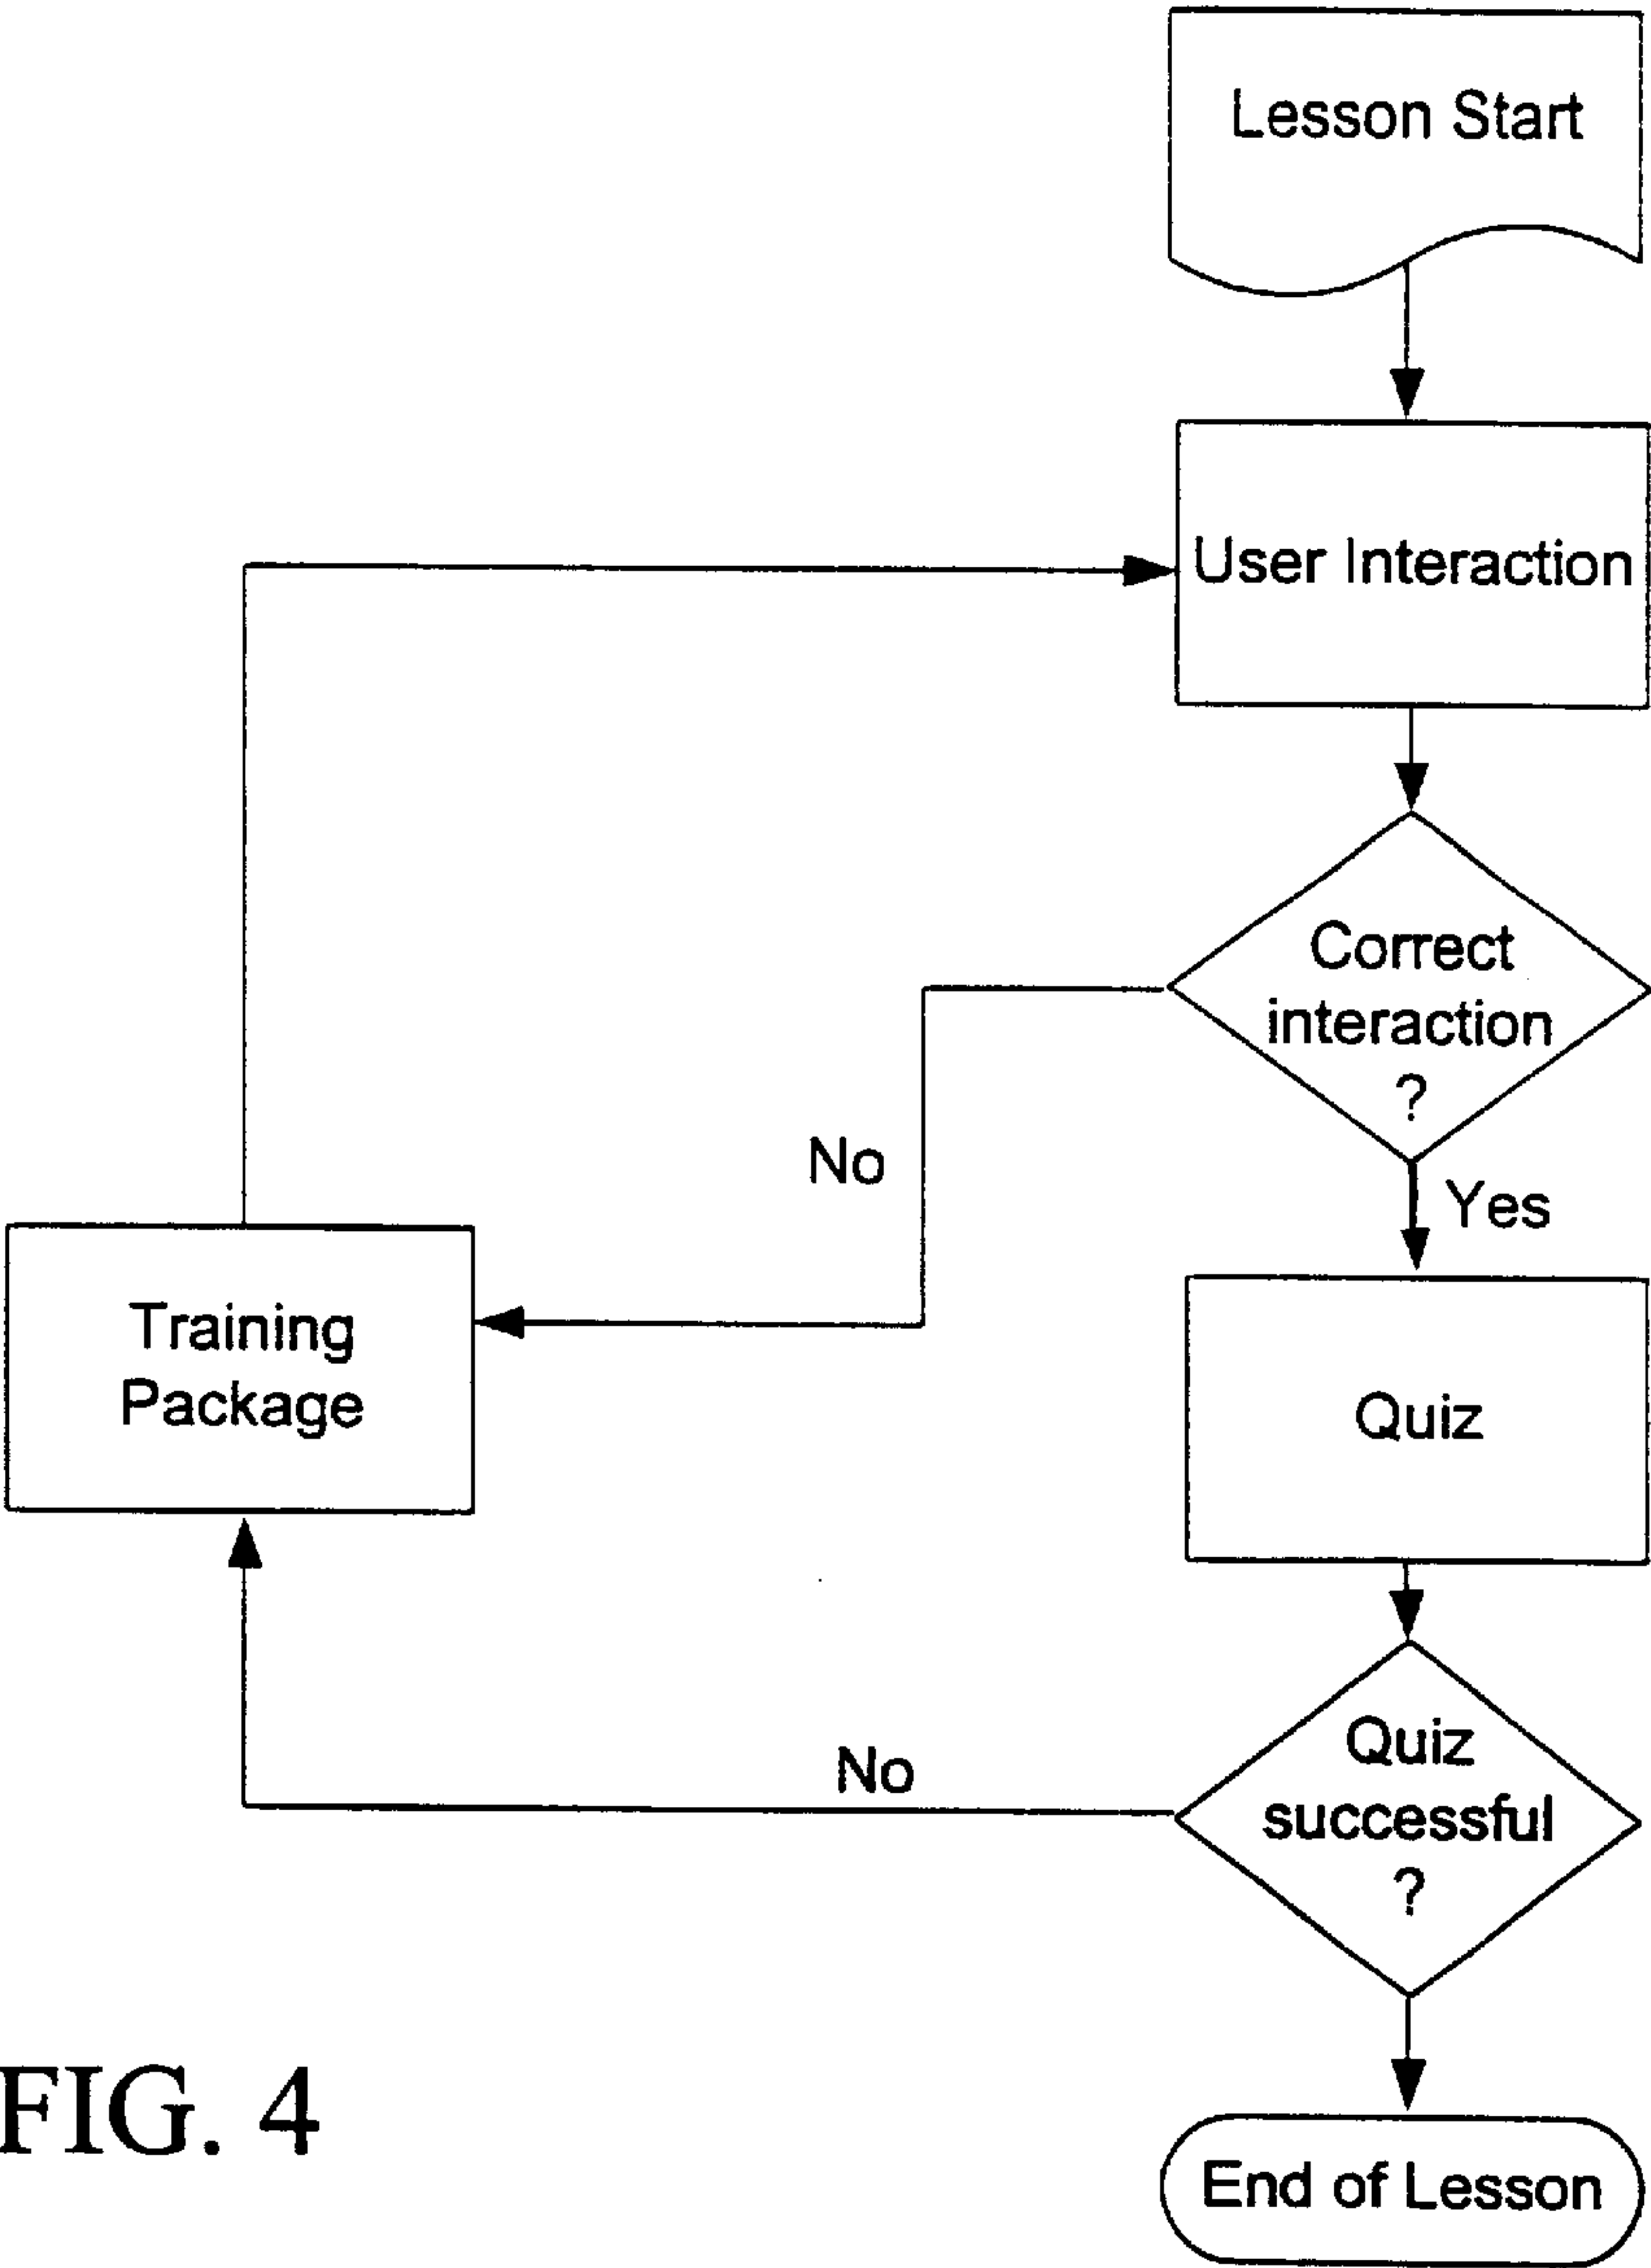 Lesson Start
User Interaction
Correct
interaction
?
No
Yes
Training
Package
Quiz
No
Quiz
successful
?
FIG. 4
End of Lesson